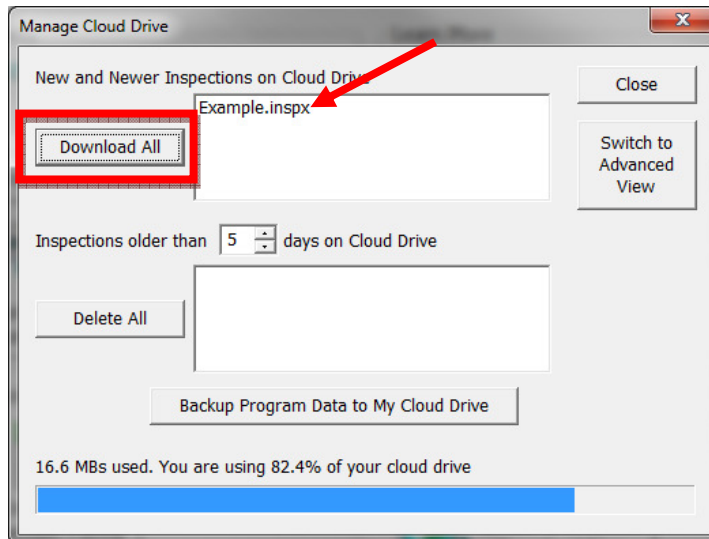 Manage Cloud Drive
Learn More
New and Newer Inspections on Cloud Drive
Close
Example.inspx
Download All
Switch to
Advanced
View
Inspections older than 5 days on Cloud Drive
Delete All
Backup Program Data to My Cloud Drive
16.6 MBs used. You are using 82.4% of your cloud drive